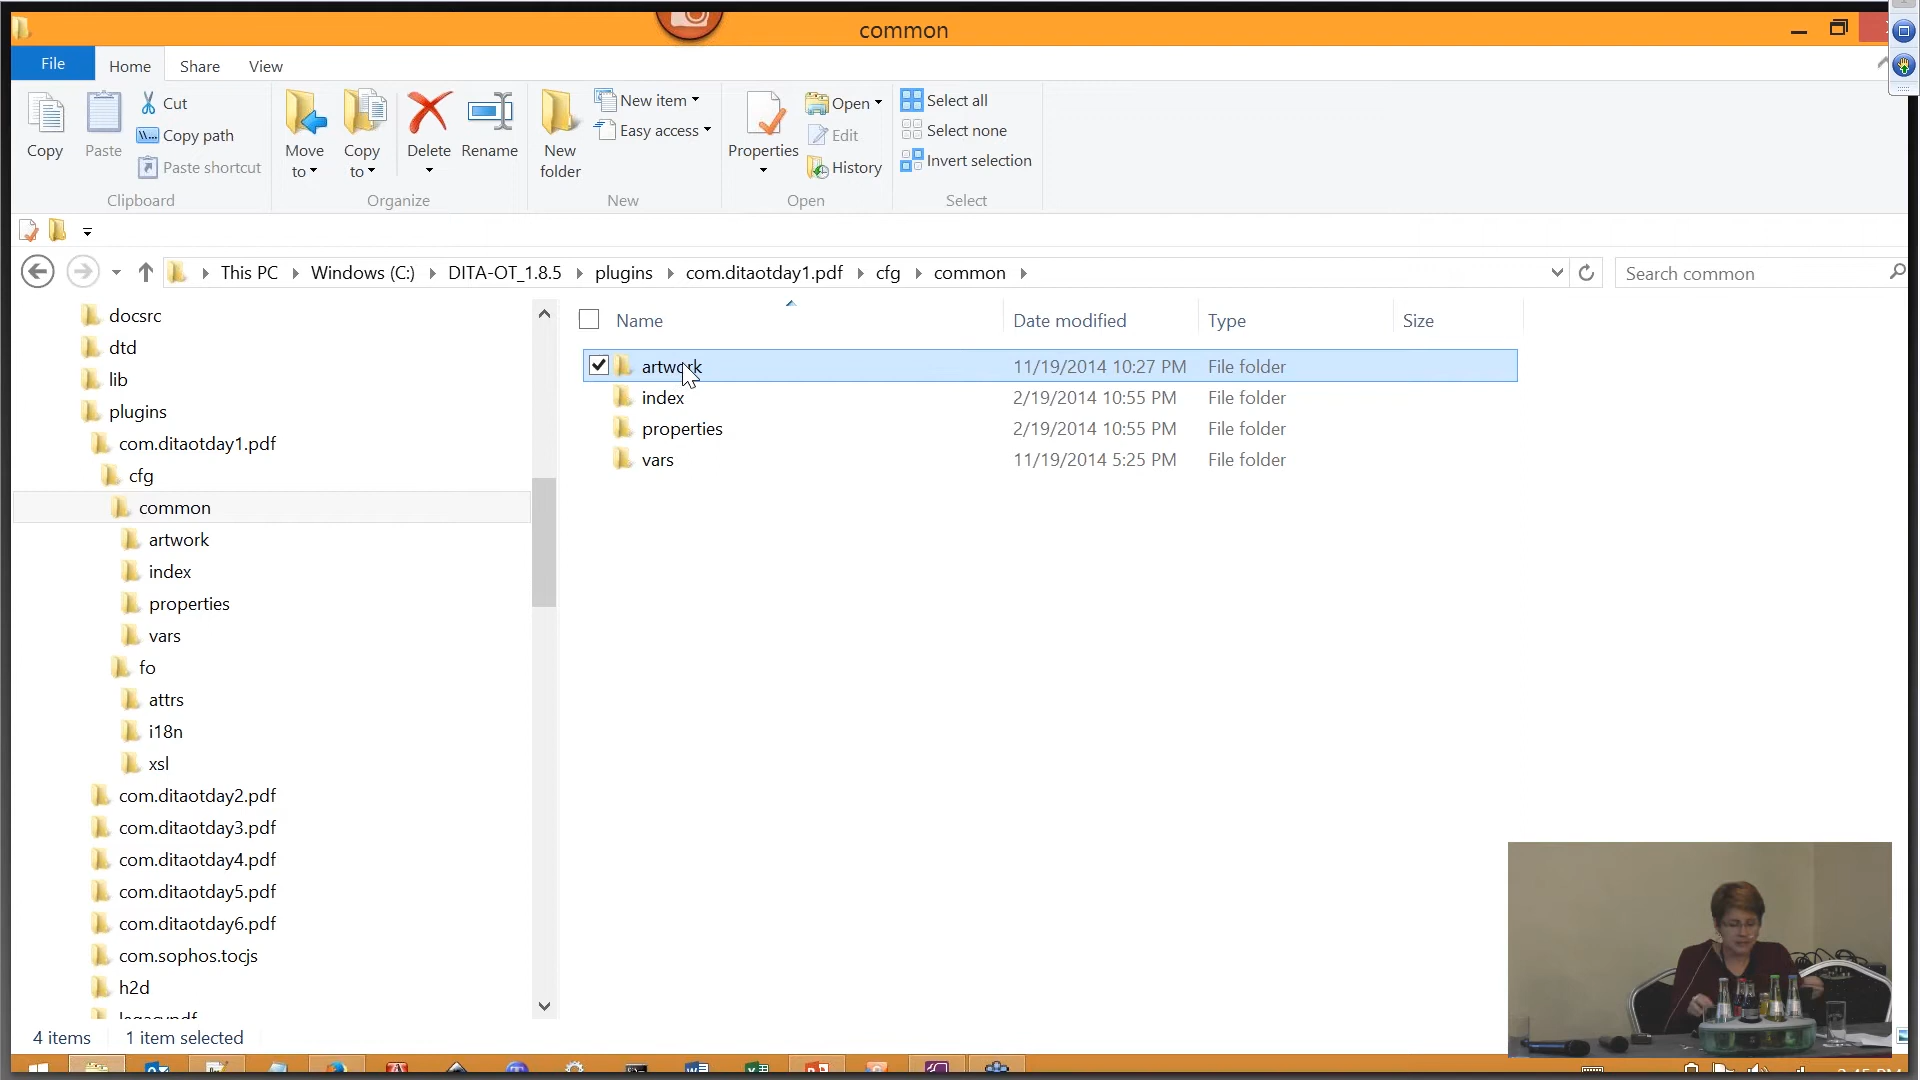 common
File Home Share View
Copy
Paste
Cut
Copy path
Paste shortcut
Clipboard
Move to
Copy to
Delete
Rename
Organize
New folder
New item
Easy access
New
Properties
Open
Edit
History
Open
Select all
Select none
Invert selection
Select
This PC Windows (C:) DITA-OT_1.8.5 plugins com.ditaotday1.pdf cfg common
Search common
docsrc
dtd
lib
plugins
com.ditaotday1.pdf
cfg
common
artwork
index
properties
vars
fo
attrs
i18n
xsl
com.ditaotday2.pdf
com.ditaotday3.pdf
com.ditaotday4.pdf
com.ditaotday5.pdf
com.ditaotday6.pdf
com.sophos.tocjs
h2d
Name Date modified Type Size
artwork 11/19/2014 10:27 PM File folder
index 2/19/2014 10:55 PM File folder
properties 2/19/2014 10:55 PM File folder
vars 11/19/2014 5:25 PM File folder
4 items 1 item selected